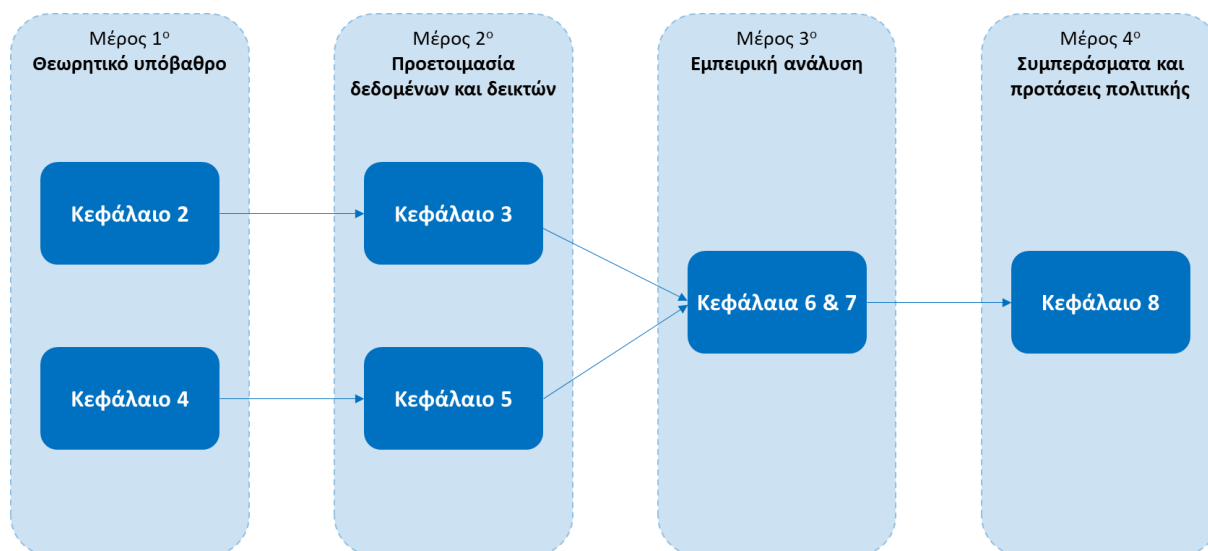 Μέρος 1ο
Θεωρητικό υπόβαθρο
Κεφάλαιο 2
Κεφάλαιο 4
Μέρος 2ο
Προετοιμασία
δεδομένων και δεικτών
Κεφάλαιο 3
Κεφάλαιο 5
Μέρος 3ο
Εμπειρική ανάλυση
Κεφάλαια 6 & 7
Μέρος 4ο
Συμπεράσματα και
προτάσεις πολιτικής
Κεφάλαιο 8